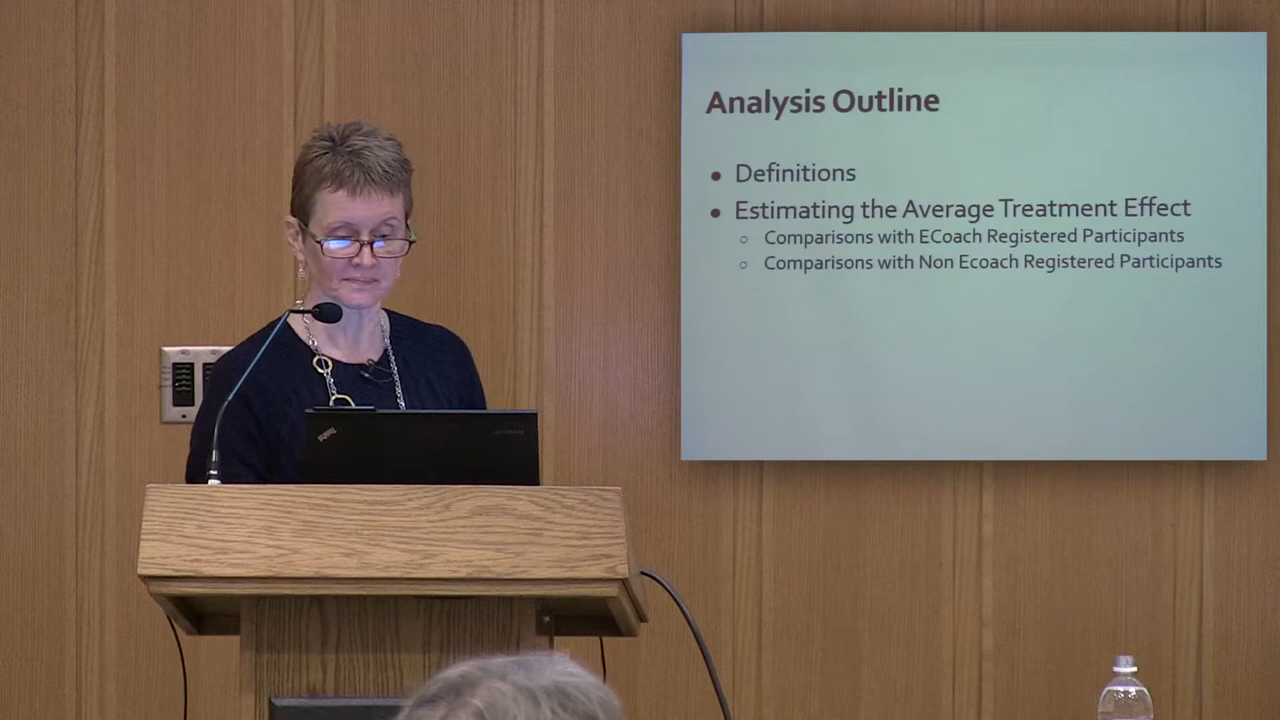 Analysis Outline
• Definitions
• Estimating the Average Treatment Effect
○ Comparisons with ECoach Registered Participants
○ Comparisons with Non Ecoach Registered Participants
ThinkPad